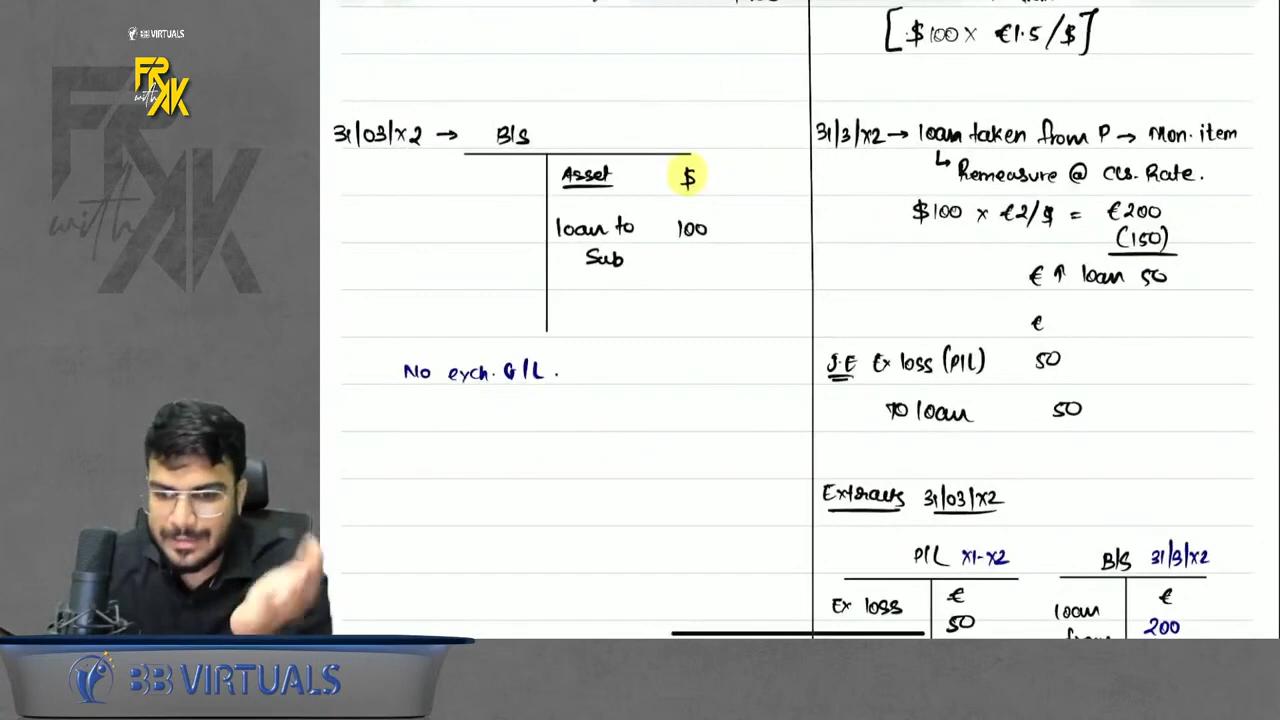 BB VIRTUALS
FR
with
AK
[$100 x €1.5/$]
31/03/x2 → B/S
Asset $
loan to 100
Sub
No exch. G/L.
31/3/x2 → loan taken from P → Mon. item
↳ Remeasure @ Cls. Rate.
$100 x €2/$ = €200
(150)
€ ↑ loan 50
€
J.E Ex loss (P/L) 50
To loan 50
Extracts 31/03/x2
P/L x1-x2
€
Ex loss 50
B/S 31/3/x2
€
loan 200
from
BB VIRTUALS